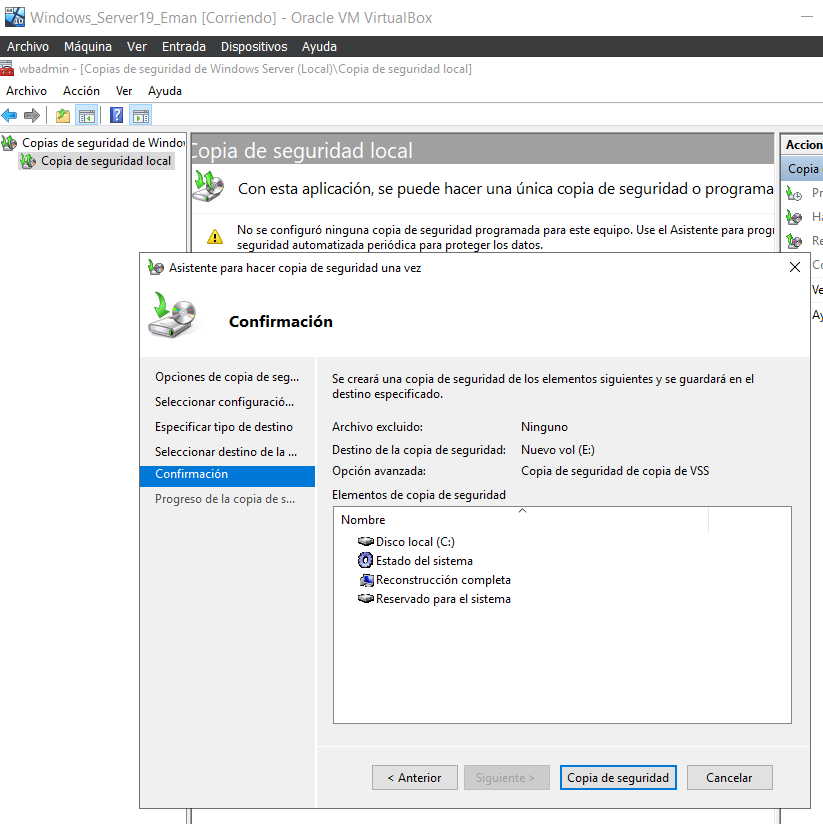 Windows_Server19_Eman [Corriendo] - Oracle VM VirtualBox
Archivo Máquina Ver Entrada Dispositivos Ayuda
wbadmin - [Copias de seguridad de Windows Server (Local)\Copia de seguridad local]
Archivo Acción Ver Ayuda
Copias de seguridad de Windo
Copia de seguridad local
Copia de seguridad local
Con esta aplicación, se puede hacer una única copia de seguridad o programa
No se configuró ninguna copia de seguridad programada para este equipo. Use el Asistente para progr
seguridad automatizada periódica para proteger los datos.
Accion
Copia
Pr
Ha
Re
Co
Ve
Ay
Asistente para hacer copia de seguridad una vez
Confirmación
Opciones de copia de seg...
Seleccionar configuració...
Especificar tipo de destino
Seleccionar destino de la ...
Confirmación
Progreso de la copia de s...
Se creará una copia de seguridad de los elementos siguientes y se guardará en el
destino especificado.
Archivo excluido: Ninguno
Destino de la copia de seguridad: Nuevo vol (E:)
Opción avanzada: Copia de seguridad de copia de VSS
Elementos de copia de seguridad
Nombre
Disco local (C:)
Estado del sistema
Reconstrucción completa
Reservado para el sistema
< Anterior Siguiente > Copia de seguridad Cancelar